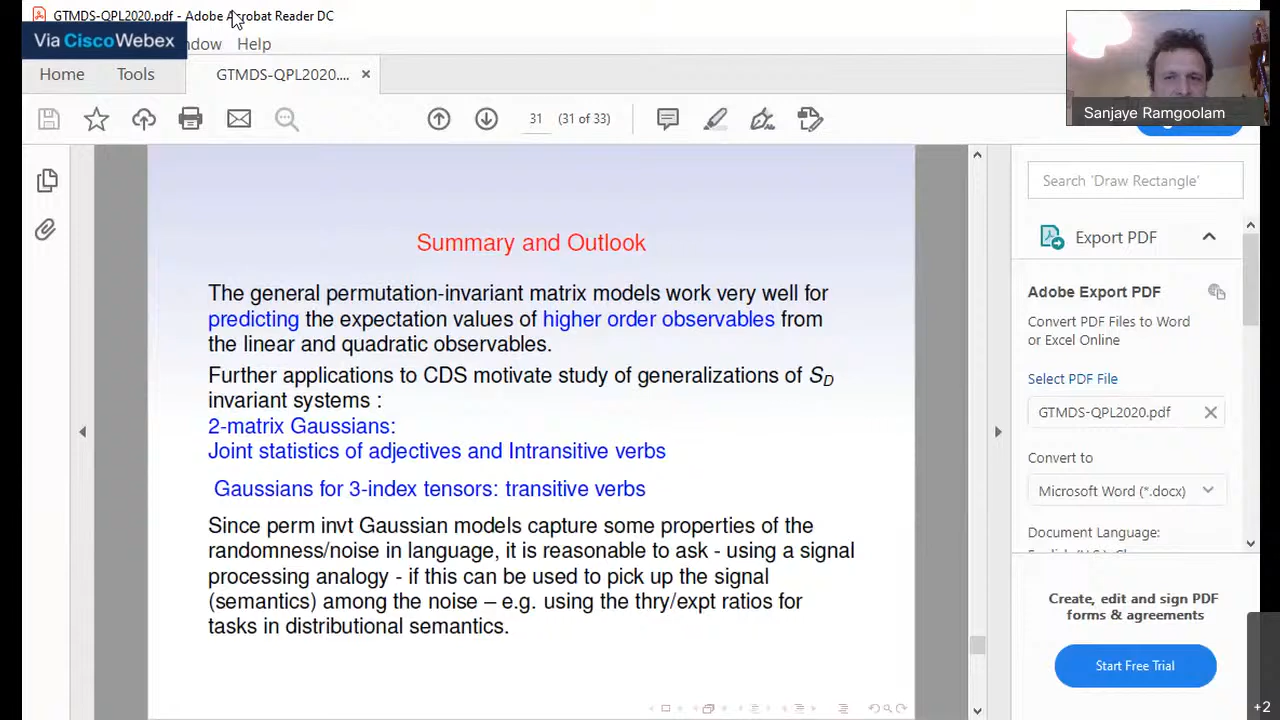 GTMDS-QPL2020.pdf - Adobe Acrobat Reader DC
Via Cisco Webex
ndow Help
Home Tools GTMDS-QPL2020....
31 (31 of 33)
Sanjaye Ramgoolam
Summary and Outlook
The general permutation-invariant matrix models work very well for
predicting the expectation values of higher order observables from
the linear and quadratic observables.
Further applications to CDS motivate study of generalizations of S_D
invariant systems :
2-matrix Gaussians:
Joint statistics of adjectives and Intransitive verbs
Gaussians for 3-index tensors: transitive verbs
Since perm invt Gaussian models capture some properties of the
randomness/noise in language, it is reasonable to ask - using a signal
processing analogy - if this can be used to pick up the signal
(semantics) among the noise – e.g. using the thry/expt ratios for
tasks in distributional semantics.
Search 'Draw Rectangle'
Export PDF
Adobe Export PDF
Convert PDF Files to Word
or Excel Online
Select PDF File
GTMDS-QPL2020.pdf
Convert to
Microsoft Word (*.docx)
Document Language:
Create, edit and sign PDF
forms & agreements
Start Free Trial
+2